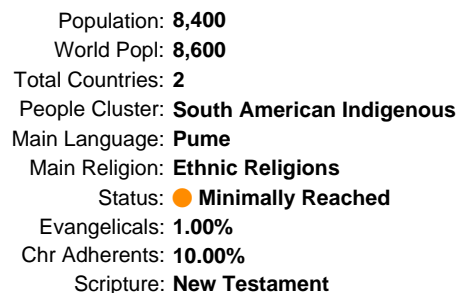 Population: 8,400
World Popl: 8,600
Total Countries: 2
People Cluster: South American Indigenous
Main Language: Pume
Main Religion: Ethnic Religions
Status: Minimally Reached
Evangelicals: 1.00%
Chr Adherents: 10.00%
Scripture: New Testament